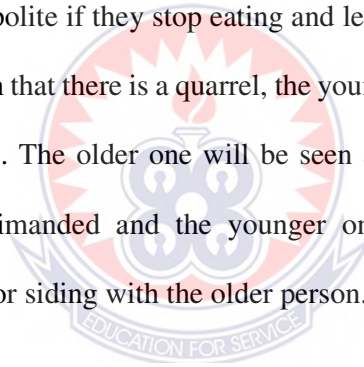 polite if they stop eating and le
that there is a quarrel, the your
. The older one will be seen
imanded and the younger or
or siding with the older person.
EDUCATION FOR SERVICE